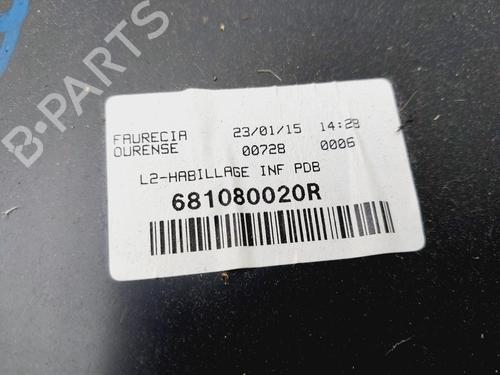 FAURECIA 23/01/15 14:28
OURENSE 00728 0006
L2-HABILLAGE INF PDB
681080020R
B-Parts